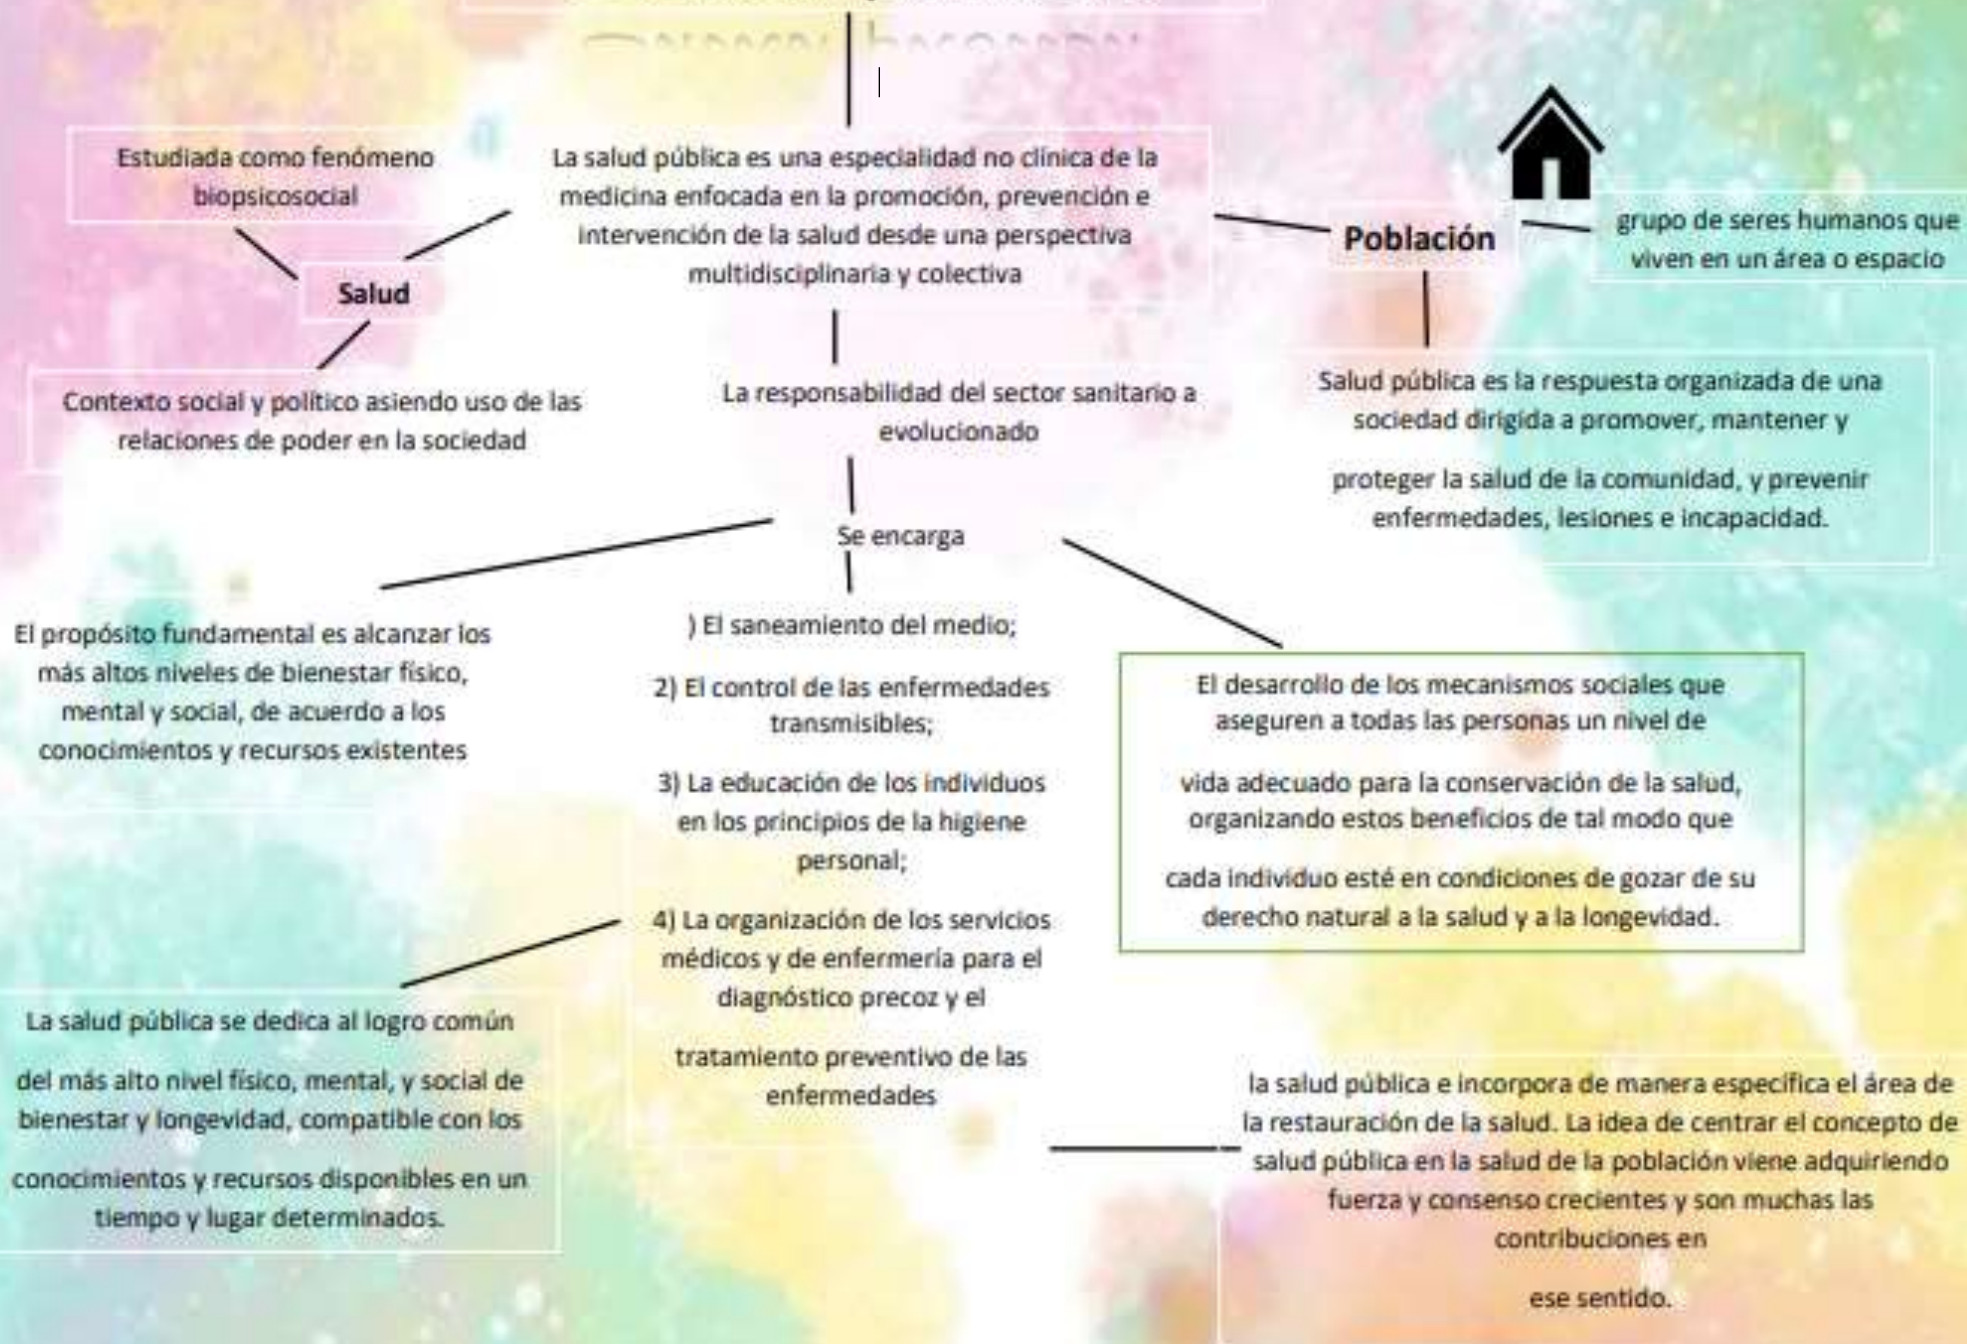 Estudiada como fenómeno
biopsicosocial
La salud pública es una especialidad no clínica de la
medicina enfocada en la promoción, prevención e
intervención de la salud desde una perspectiva
multidisciplinaria y colectiva
Población
grupo de seres humanos que
viven en un área o espacio
Salud
Contexto social y político asiendo uso de las
relaciones de poder en la sociedad
La responsabilidad del sector sanitario a
evolucionado
Salud pública es la respuesta organizada de una
sociedad dirigida a promover, mantener y
proteger la salud de la comunidad, y prevenir
enfermedades, lesiones e incapacidad.
Se encarga
El propósito fundamental es alcanzar los
más altos niveles de bienestar físico,
mental y social, de acuerdo a los
conocimientos y recursos existentes
) El saneamiento del medio;
2) El control de las enfermedades
transmisibles;
3) La educación de los individuos
en los principios de la higiene
personal;
4) La organización de los servicios
médicos y de enfermería para el
diagnóstico precoz y el
tratamiento preventivo de las
enfermedades
El desarrollo de los mecanismos sociales que
aseguren a todas las personas un nivel de
vida adecuado para la conservación de la salud,
organizando estos beneficios de tal modo que
cada individuo esté en condiciones de gozar de su
derecho natural a la salud y a la longevidad.
La salud pública se dedica al logro común
del más alto nivel físico, mental, y social de
bienestar y longevidad, compatible con los
conocimientos y recursos disponibles en un
tiempo y lugar determinados.
la salud pública e incorpora de manera específica el área de
la restauración de la salud. La idea de centrar el concepto de
salud pública en la salud de la población viene adquiriendo
fuerza y consenso crecientes y son muchas las
contribuciones en
ese sentido.